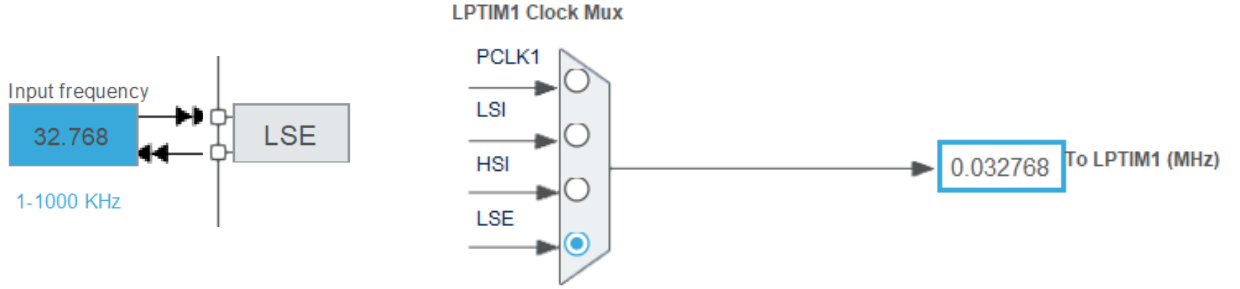 LPTIM1 Clock Mux
PCLK1
Input frequency
32.768
LSE
1-1000 KHz
LSI
HSI
LSE
0.032768
To LPTIM1 (MHz)